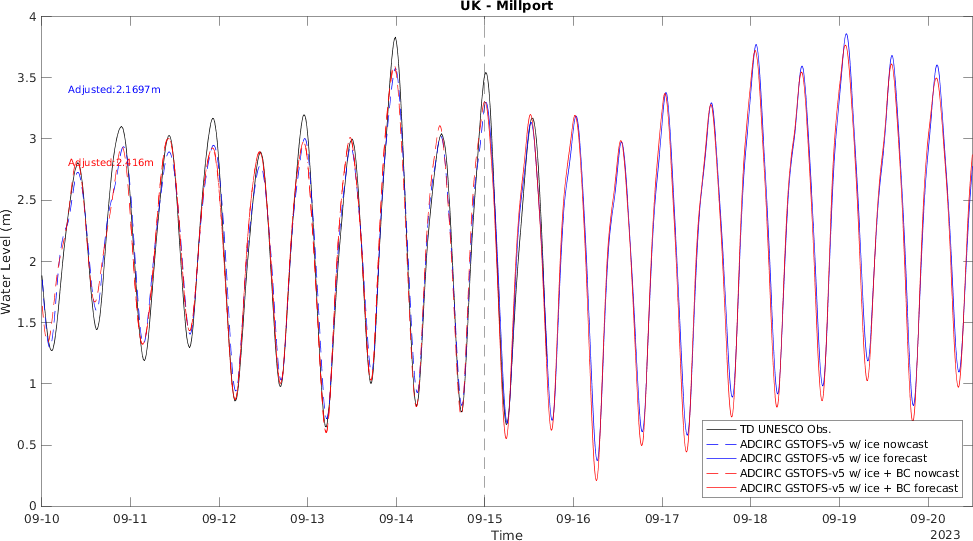 UK - Millport
4
3.5
3
2.5
2
1.5
1
0.5
0
Water Level (m)
Adjusted:2.1697m
Adjusted:2.416m
TD UNESCO Obs.
ADCIRC GSTOFS-v5 w/ ice nowcast
ADCIRC GSTOFS-v5 w/ ice forecast
ADCIRC GSTOFS-v5 w/ ice + BC nowcast
ADCIRC GSTOFS-v5 w/ ice + BC forecast
09-10 09-11 09-12 09-13 09-14 09-15 09-16 09-17 09-18 09-19 09-20
Time
2023